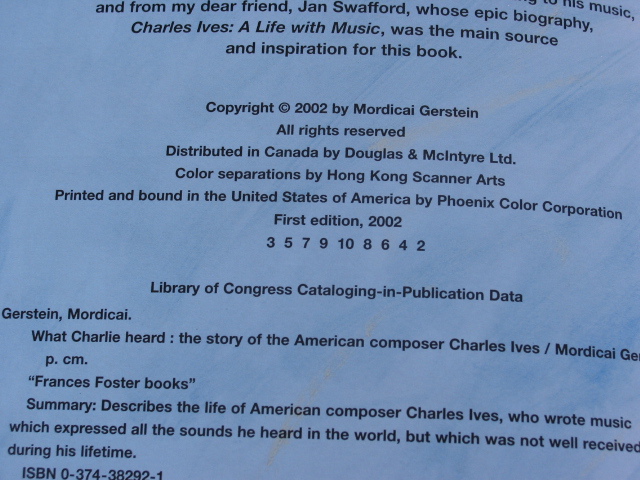 to his music,
and from my dear friend, Jan Swafford, whose epic biography,
Charles Ives: A Life with Music, was the main source
and inspiration for this book.
Copyright © 2002 by Mordicai Gerstein
All rights reserved
Distributed in Canada by Douglas & McIntyre Ltd.
Color separations by Hong Kong Scanner Arts
Printed and bound in the United States of America by Phoenix Color Corporation
First edition, 2002
3 5 7 9 10 8 6 4 2
Library of Congress Cataloging-in-Publication Data
Gerstein, Mordicai.
What Charlie heard : the story of the American composer Charles Ives / Mordicai Ge
p. cm.
“Frances Foster books”
Summary: Describes the life of American composer Charles Ives, who wrote music
which expressed all the sounds he heard in the world, but which was not well received
during his lifetime.
ISBN 0-374-38292-1